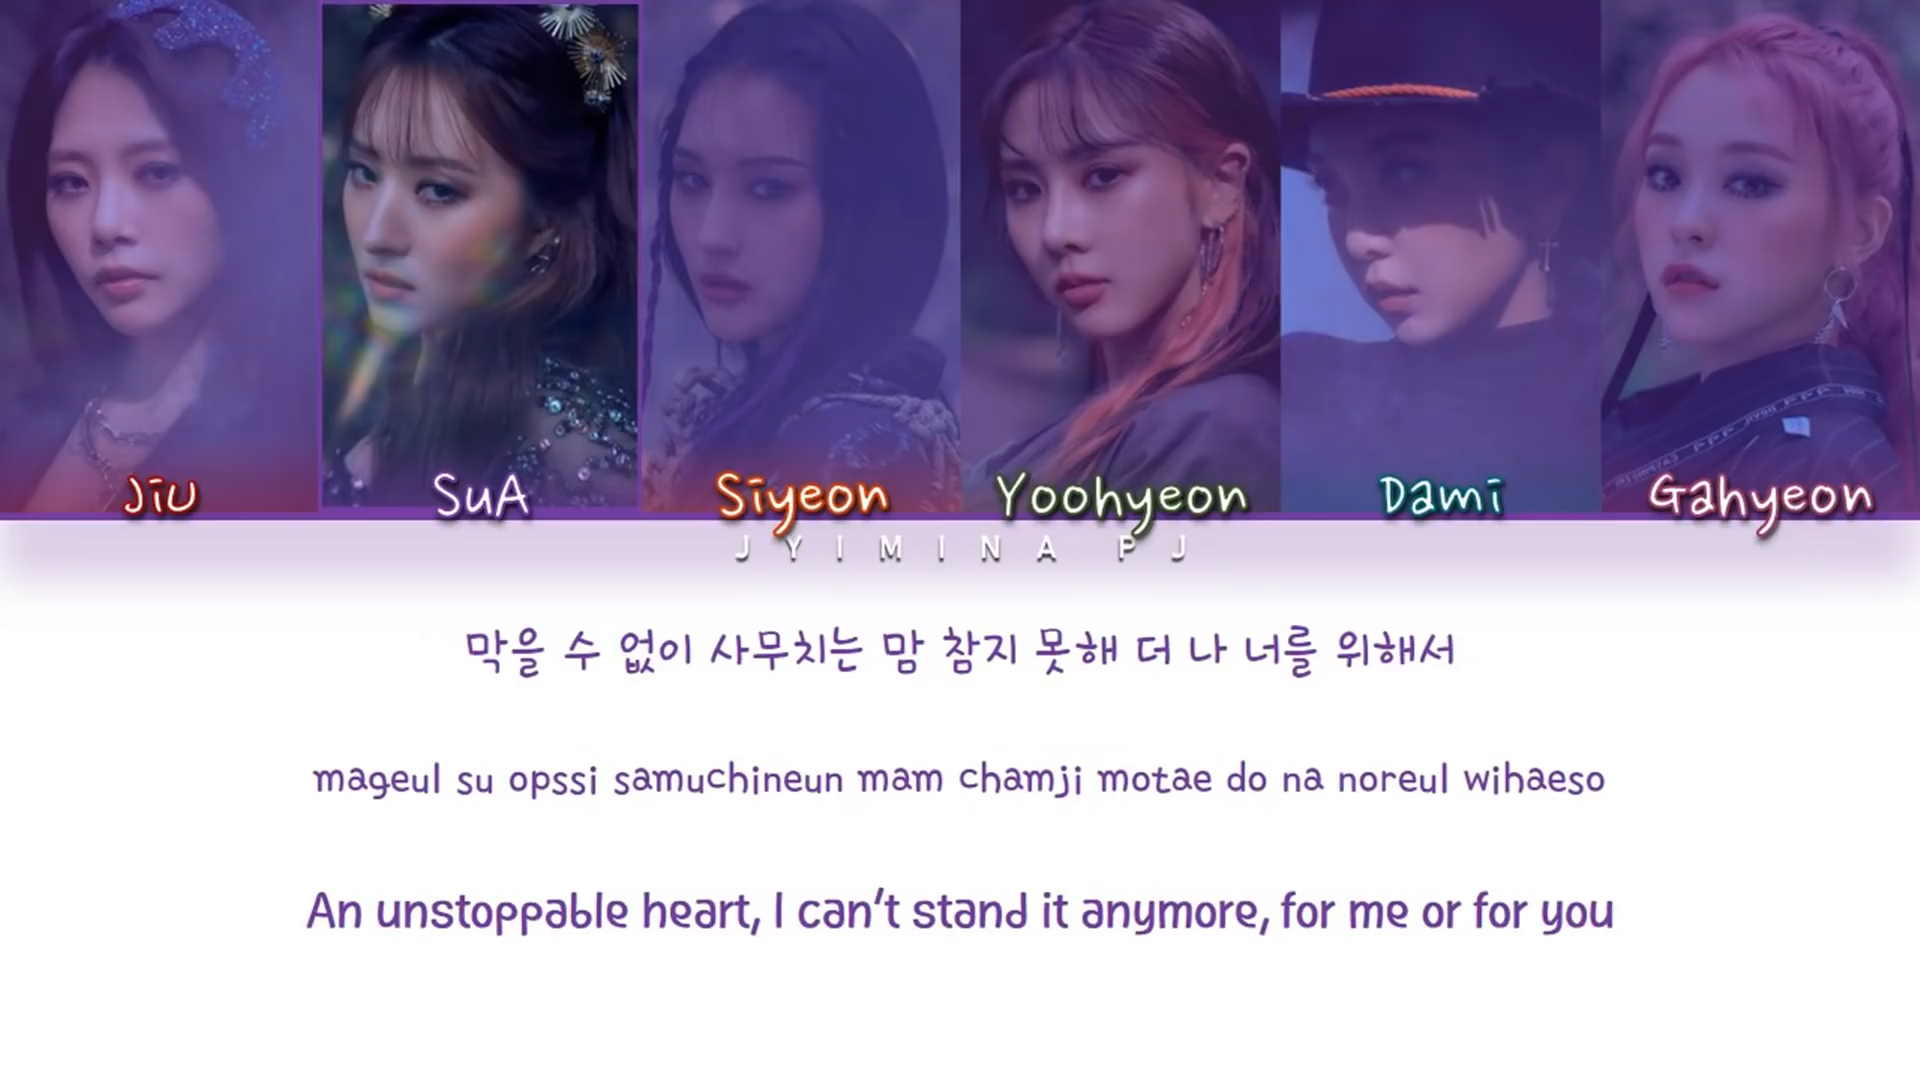 JiU SuA Siyeon Yoohyeon Dami Gahyeon
JYIMINA PJ
막을 수 없이 사무치는 맘 참지 못해 더 나 너를 위해서
mageul su opssi samuchineun mam chamji motae do na noreul wihaeso
An unstoppable heart, I can't stand it anymore, for me or for you